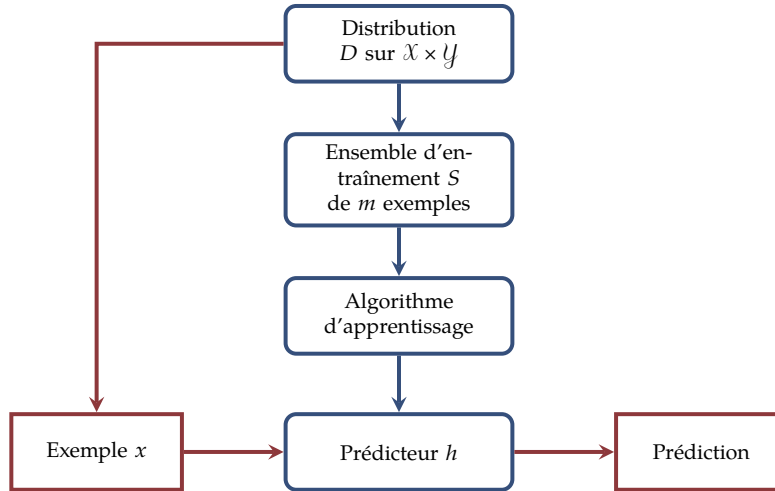 Distribution
D sur 𝒳 × 𝒴
Ensemble d'en-
traînement S
de m exemples
Algorithme
d'apprentissage
Exemple x
Prédicteur h
Prédiction